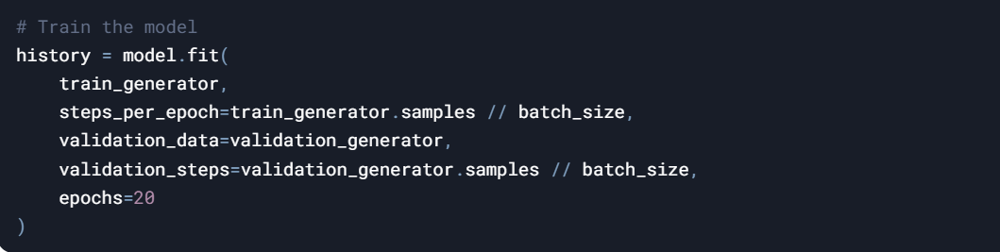 # Train the model
history = model.fit(
    train_generator,
    steps_per_epoch=train_generator.samples // batch_size,
    validation_data=validation_generator,
    validation_steps=validation_generator.samples // batch_size,
    epochs=20
)